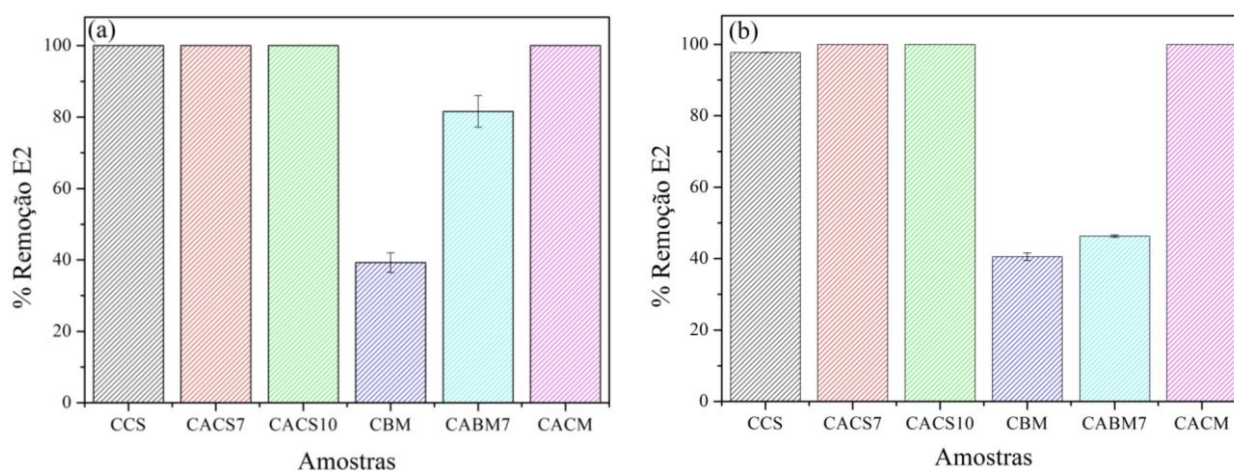 (a)
% Remoção E2
100
80
60
40
20
0
CCS CACS7 CACS10 CBM CABM7 CACM
Amostras
(b)
% Remoção E2
100
80
60
40
20
0
CCS CACS7 CACS10 CBM CABM7 CACM
Amostras